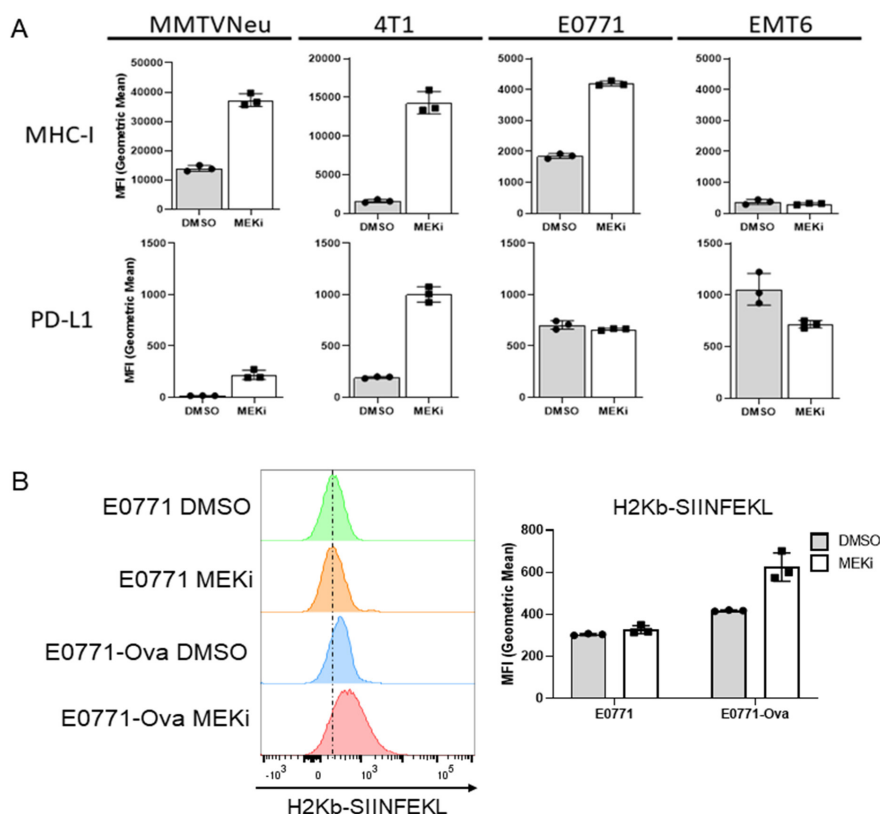 A
MMTVNeu 4T1 E0771 EMT6
MHC-I
MFI (Geometric Mean)
50000
40000
30000
20000
10000
0
DMSO MEKi
20000
15000
10000
5000
0
DMSO MEKi
5000
4000
3000
2000
1000
0
DMSO MEKi
5000
4000
3000
2000
1000
0
DMSO MEKi
PD-L1
MFI (Geometric Mean)
1500
1000
500
0
DMSO MEKi
1500
1000
500
0
DMSO MEKi
1500
1000
500
0
DMSO MEKi
1500
1000
500
0
DMSO MEKi
B
E0771 DMSO
E0771 MEKi
E0771-Ova DMSO
E0771-Ova MEKi
-10³ 0 10³ 10⁵
H2Kb-SIINFEKL
H2Kb-SIINFEKL
MFI (Geometric Mean)
800
600
400
200
0
E0771 E0771-Ova
DMSO
MEKi